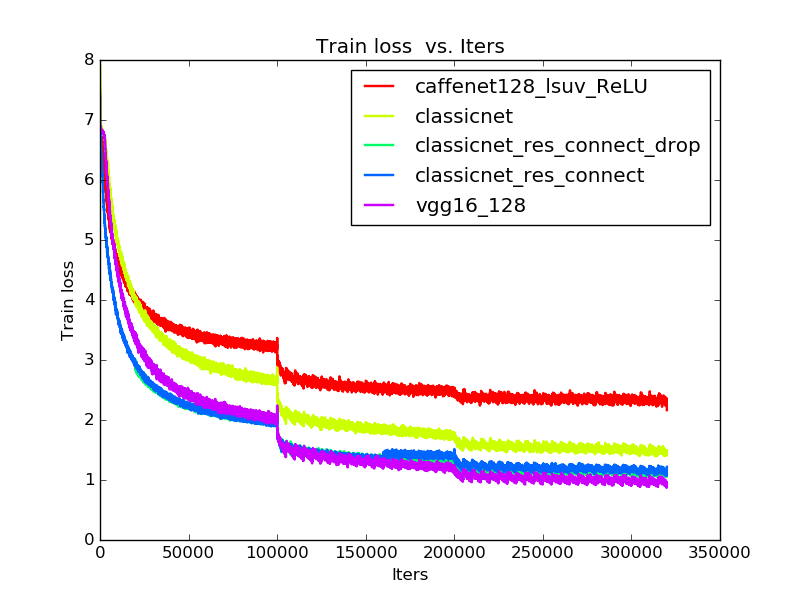 Train loss  vs. Iters
8
7
6
5
4
3
2
1
0
Train loss
caffenet128_lsuv_ReLU
classicnet
classicnet_res_connect_drop
classicnet_res_connect
vgg16_128
0 50000 100000 150000 200000 250000 300000 350000
Iters